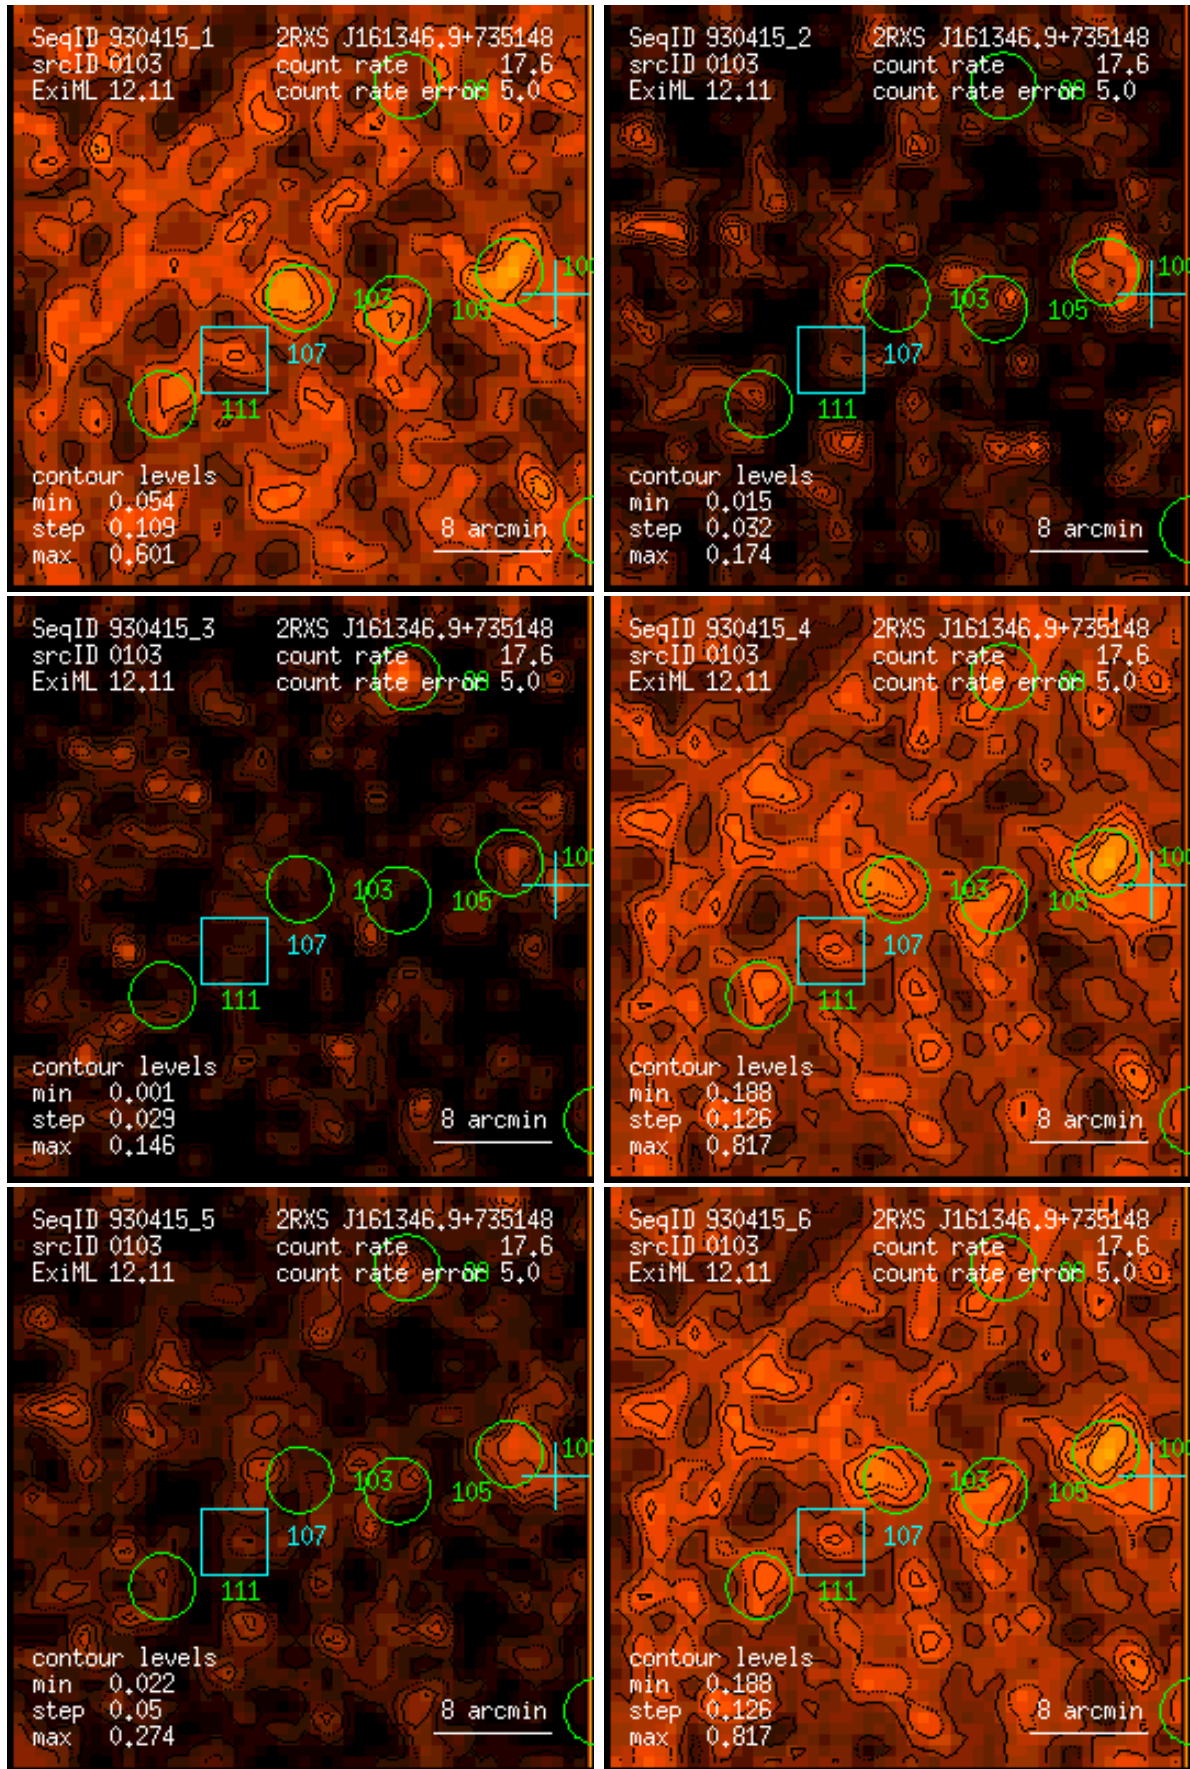 SeqID 930415_1 2RXS J161346.9+735148
srcID 0103 count rate 17.6
ExiML 12.11 count rate error 5.0
103
105
107
111
contour levels
min 0.054
step 0.109 8 arcmin
max 0.601
SeqID 930415_2 2RXS J161346.9+735148
srcID 0103 count rate 17.6
ExiML 12.11 count rate error 5.0
103
105
107
111
contour levels
min 0.015
step 0.032 8 arcmin
max 0.174
SeqID 930415_3 2RXS J161346.9+735148
srcID 0103 count rate 17.6
ExiML 12.11 count rate error 5.0
103
105
107
111
contour levels
min 0.001
step 0.029 8 arcmin
max 0.146
SeqID 930415_4 2RXS J161346.9+735148
srcID 0103 count rate 17.6
ExiML 12.11 count rate error 5.0
103
105
107
111
contour levels
min 0.188
step 0.126 8 arcmin
max 0.817
SeqID 930415_5 2RXS J161346.9+735148
srcID 0103 count rate 17.6
ExiML 12.11 count rate error 5.0
103
105
107
111
contour levels
min 0.022
step 0.05 8 arcmin
max 0.274
SeqID 930415_6 2RXS J161346.9+735148
srcID 0103 count rate 17.6
ExiML 12.11 count rate error 5.0
103
105
107
111
contour levels
min 0.188
step 0.126 8 arcmin
max 0.817